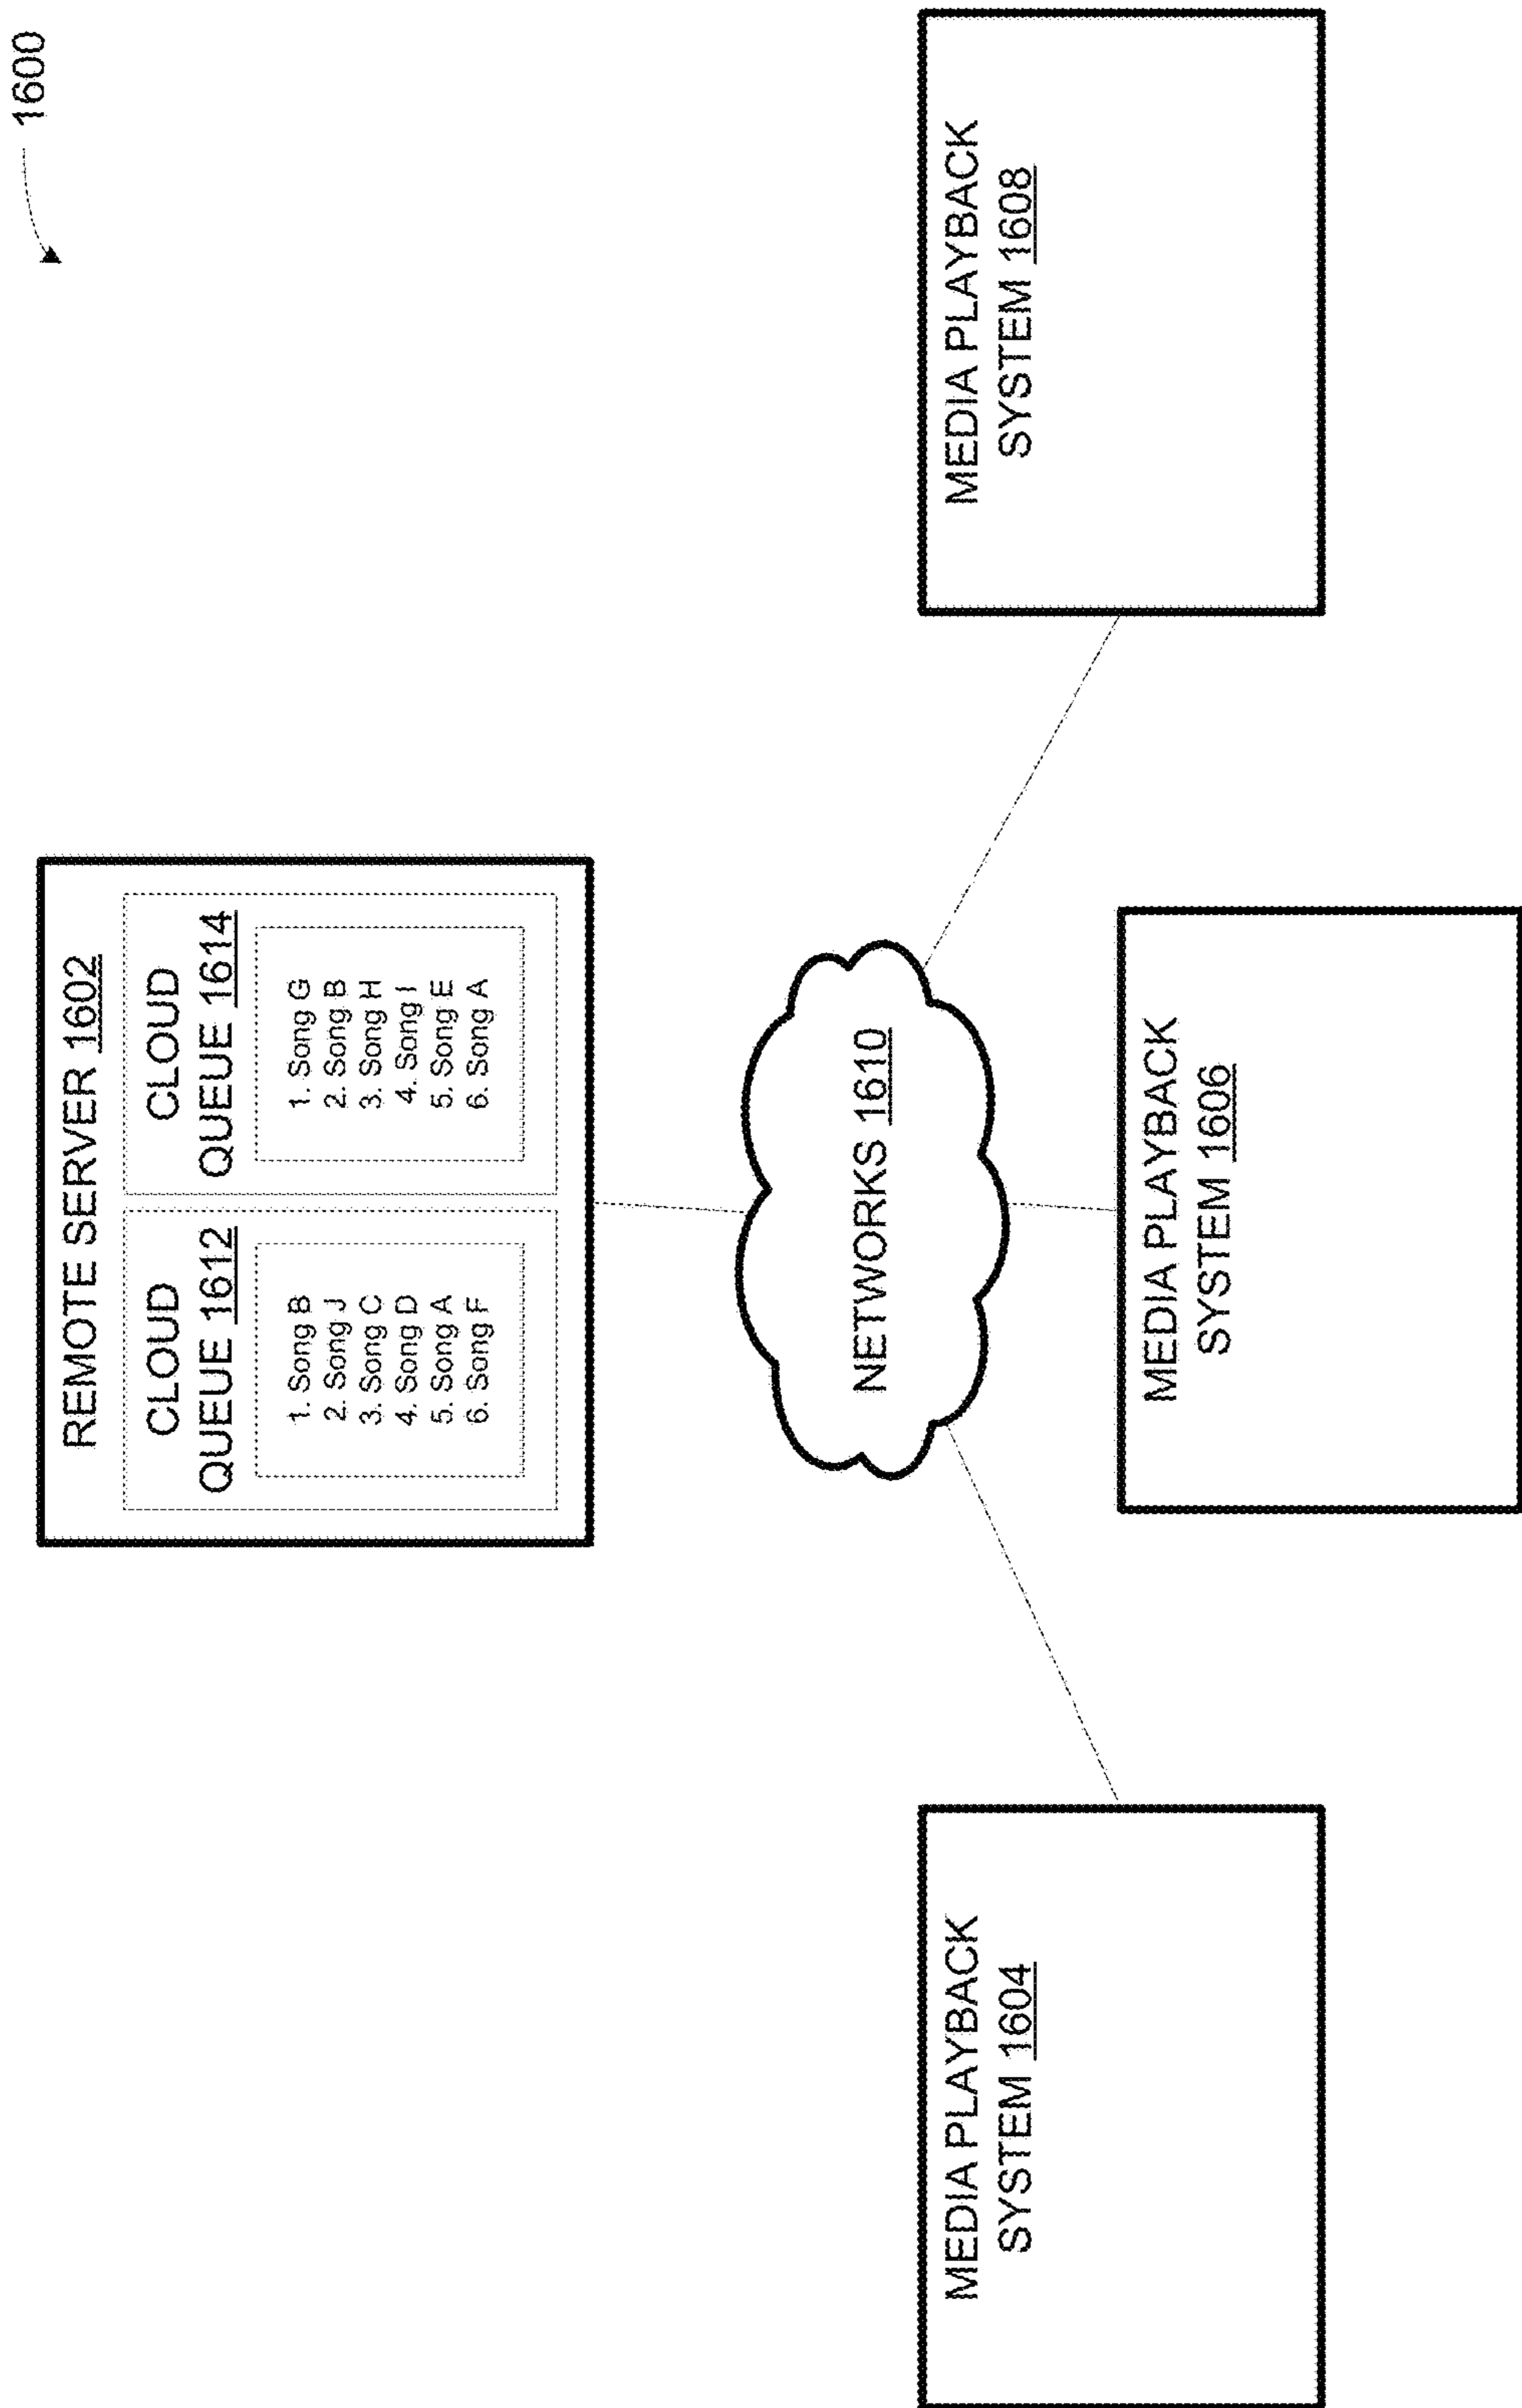 1600
REMOTE SERVER 1602
CLOUD
QUEUE 1612
1. Song B
2. Song J
3. Song C
4. Song D
5. Song A
6. Song F
CLOUD
QUEUE 1614
1. Song G
2. Song B
3. Song H
4. Song I
5. Song E
6. Song A
NETWORKS 1610
MEDIA PLAYBACK
SYSTEM 1604
MEDIA PLAYBACK
SYSTEM 1606
MEDIA PLAYBACK
SYSTEM 1608